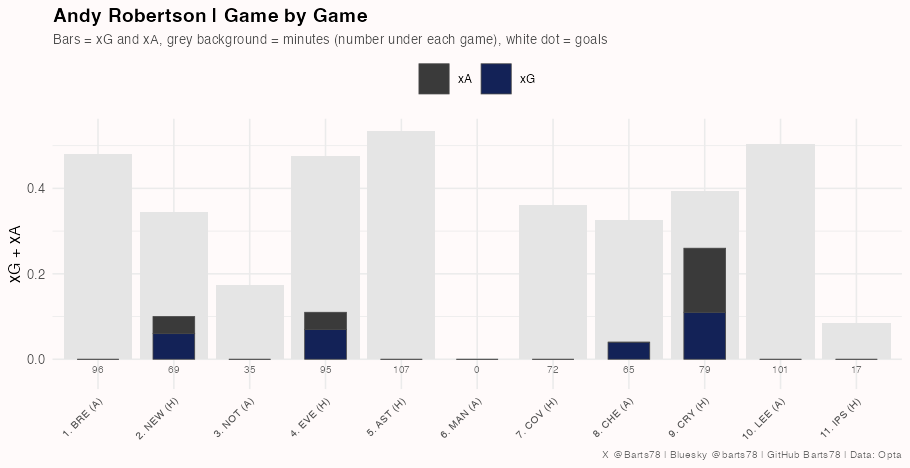 Andy Robertson | Game by Game
Bars = xG and xA, grey background = minutes (number under each game), white dot = goals
xA xG
xG + xA
0.4
0.2
0.0
96 69 35 95 107 0 72 65 79 101 17
1. BRE (A) 2. NEW (H) 3. NOT (A) 4. EVE (H) 5. AST (H) 6. MAN (A) 7. COV (H) 8. CHE (A) 9. CRY (H) 10. LEE (A) 11. IPS (H)
X @Barts78 | Bluesky @barts78 | GitHub Barts78 | Data: Opta